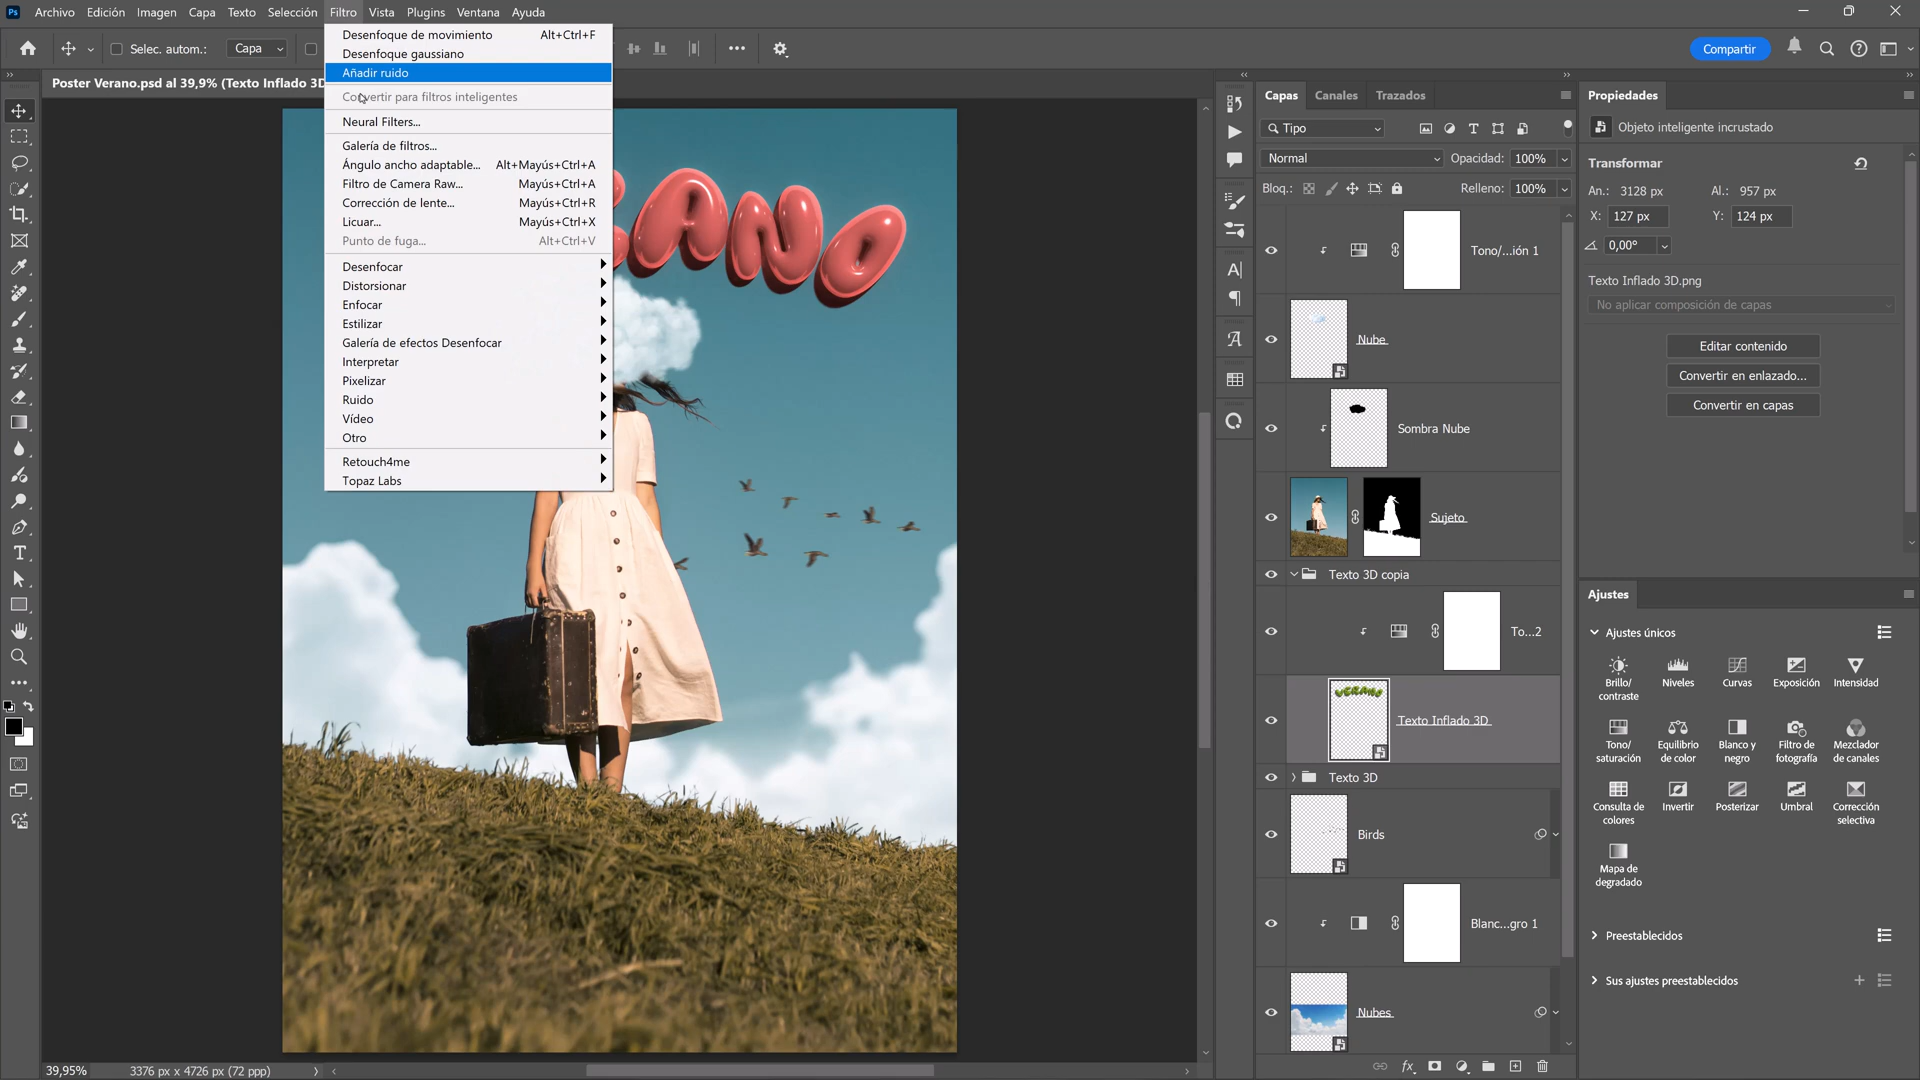 Ps Archivo Edición Imagen Capa Texto Selección Filtro Vista Plugins Ventana Ayuda
Selec. autom.: Capa
Compartir
Poster Verano.psd al 39,9% (Texto Inflado 3D
Desenfoque de movimiento Alt+Ctrl+F
Desenfoque gaussiano
Añadir ruido
Convertir para filtros inteligentes
Neural Filters...
Galería de filtros...
Ángulo ancho adaptable... Alt+Mayús+Ctrl+A
Filtro de Camera Raw... Mayús+Ctrl+A
Corrección de lente... Mayús+Ctrl+R
Licuar... Mayús+Ctrl+X
Punto de fuga... Alt+Ctrl+V
Desenfocar
Distorsionar
Enfocar
Estilizar
Galería de efectos Desenfocar
Interpretar
Pixelizar
Ruido
Vídeo
Otro
Retouch4me
Topaz Labs
ANO
39,95% 3376 px x 4726 px (72 ppp)
Capas Canales Trazados
Tipo
Normal Opacidad: 100%
Bloq.: Relleno: 100%
Tono/...ión 1
Nube
Sombra Nube
Sujeto
Texto 3D copia
To...2
VERANO
Texto Inflado 3D
Texto 3D
Birds
Blanc...gro 1
Nubes
fx
Propiedades
Objeto inteligente incrustado
Transformar
An.: 3128 px Al.: 957 px
X: 127 px Y: 124 px
0,00°
Texto Inflado 3D.png
No aplicar composición de capas
Editar contenido
Convertir en enlazado...
Convertir en capas
Ajustes
Ajustes únicos
Brillo/ contraste
Niveles
Curvas
Exposición
Intensidad
Tono/ saturación
Equilibrio de color
Blanco y negro
Filtro de fotografía
Mezclador de canales
Consulta de colores
Invertir
Posterizar
Umbral
Corrección selectiva
Mapa de degradado
Preestablecidos
Sus ajustes preestablecidos